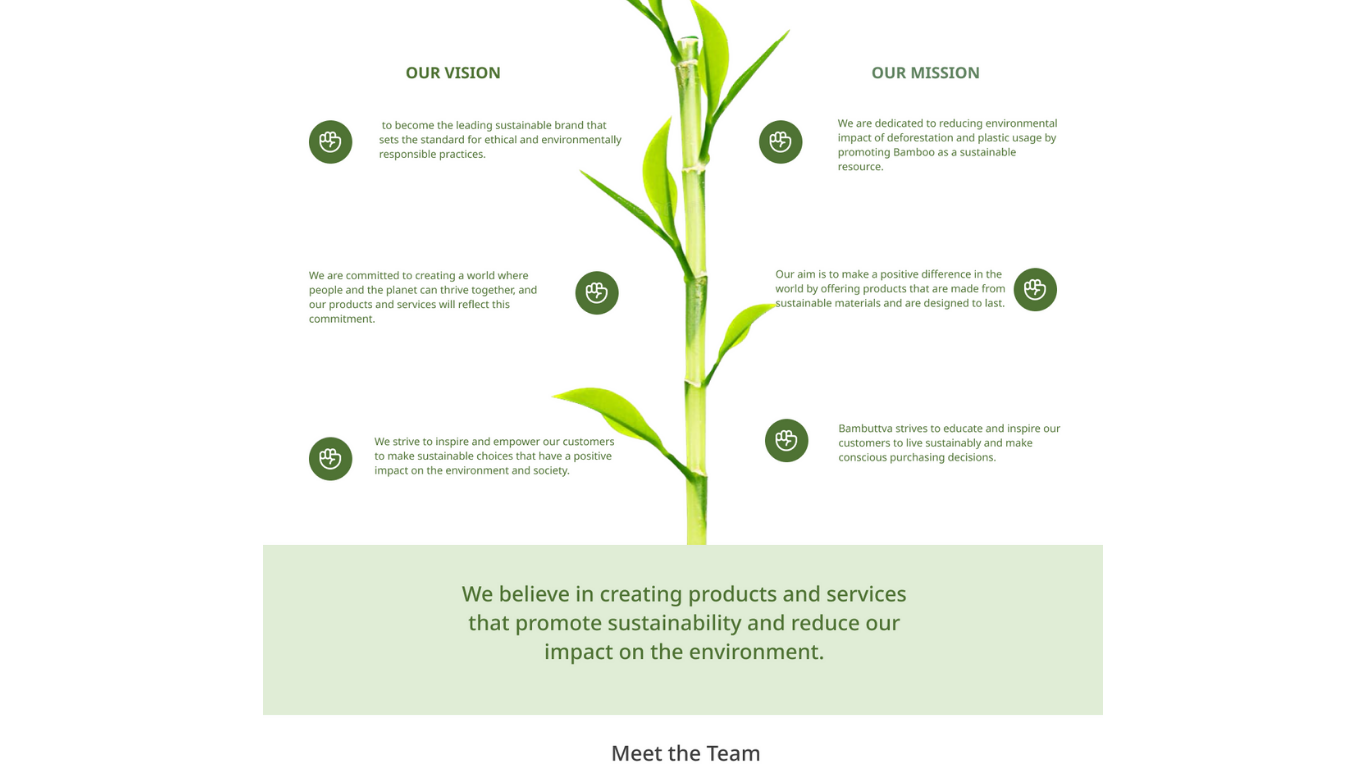 OUR VISION
to become the leading sustainable brand that
sets the standard for ethical and environmentally
responsible practices.
We are committed to creating a world where
people and the planet can thrive together, and
our products and services will reflect this
commitment.
We strive to inspire and empower our customers
to make sustainable choices that have a positive
impact on the environment and society.
OUR MISSION
We are dedicated to reducing environmental
impact of deforestation and plastic usage by
promoting Bamboo as a sustainable
resource.
Our aim is to make a positive difference in the
world by offering products that are made from
sustainable materials and are designed to last.
Bambuttva strives to educate and inspire our
customers to live sustainably and make
conscious purchasing decisions.
We believe in creating products and services
that promote sustainability and reduce our
impact on the environment.
Meet the Team